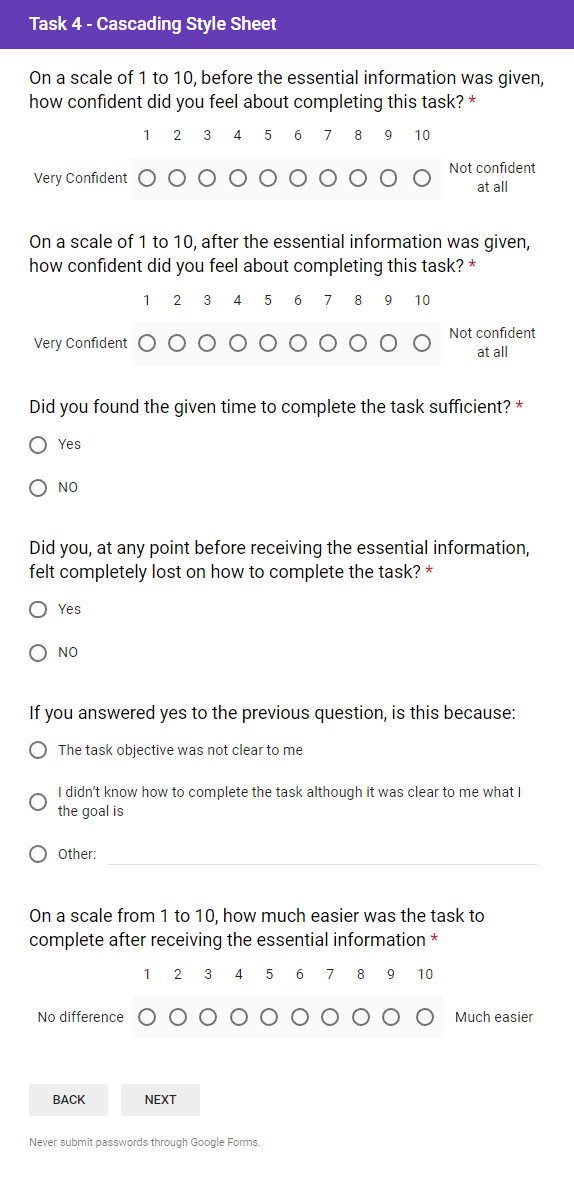 Task 4 - Cascading Style Sheet
On a scale of 1 to 10, before the essential information was given,
how confident did you feel about completing this task? *
1 2 3 4 5 6 7 8 9 10
Very Confident
Not confident
at all
On a scale of 1 to 10, after the essential information was given,
how confident did you feel about completing this task? *
1 2 3 4 5 6 7 8 9 10
Very Confident
Not confident
at all
Did you found the given time to complete the task sufficient? *
Yes
NO
Did you, at any point before receiving the essential information,
felt completely lost on how to complete the task? *
Yes
NO
If you answered yes to the previous question, is this because:
The task objective was not clear to me
I didn't know how to complete the task although it was clear to me what I
the goal is
Other:
On a scale from 1 to 10, how much easier was the task to
complete after receiving the essential information *
1 2 3 4 5 6 7 8 9 10
No difference
Much easier
BACK NEXT
Never submit passwords through Google Forms.